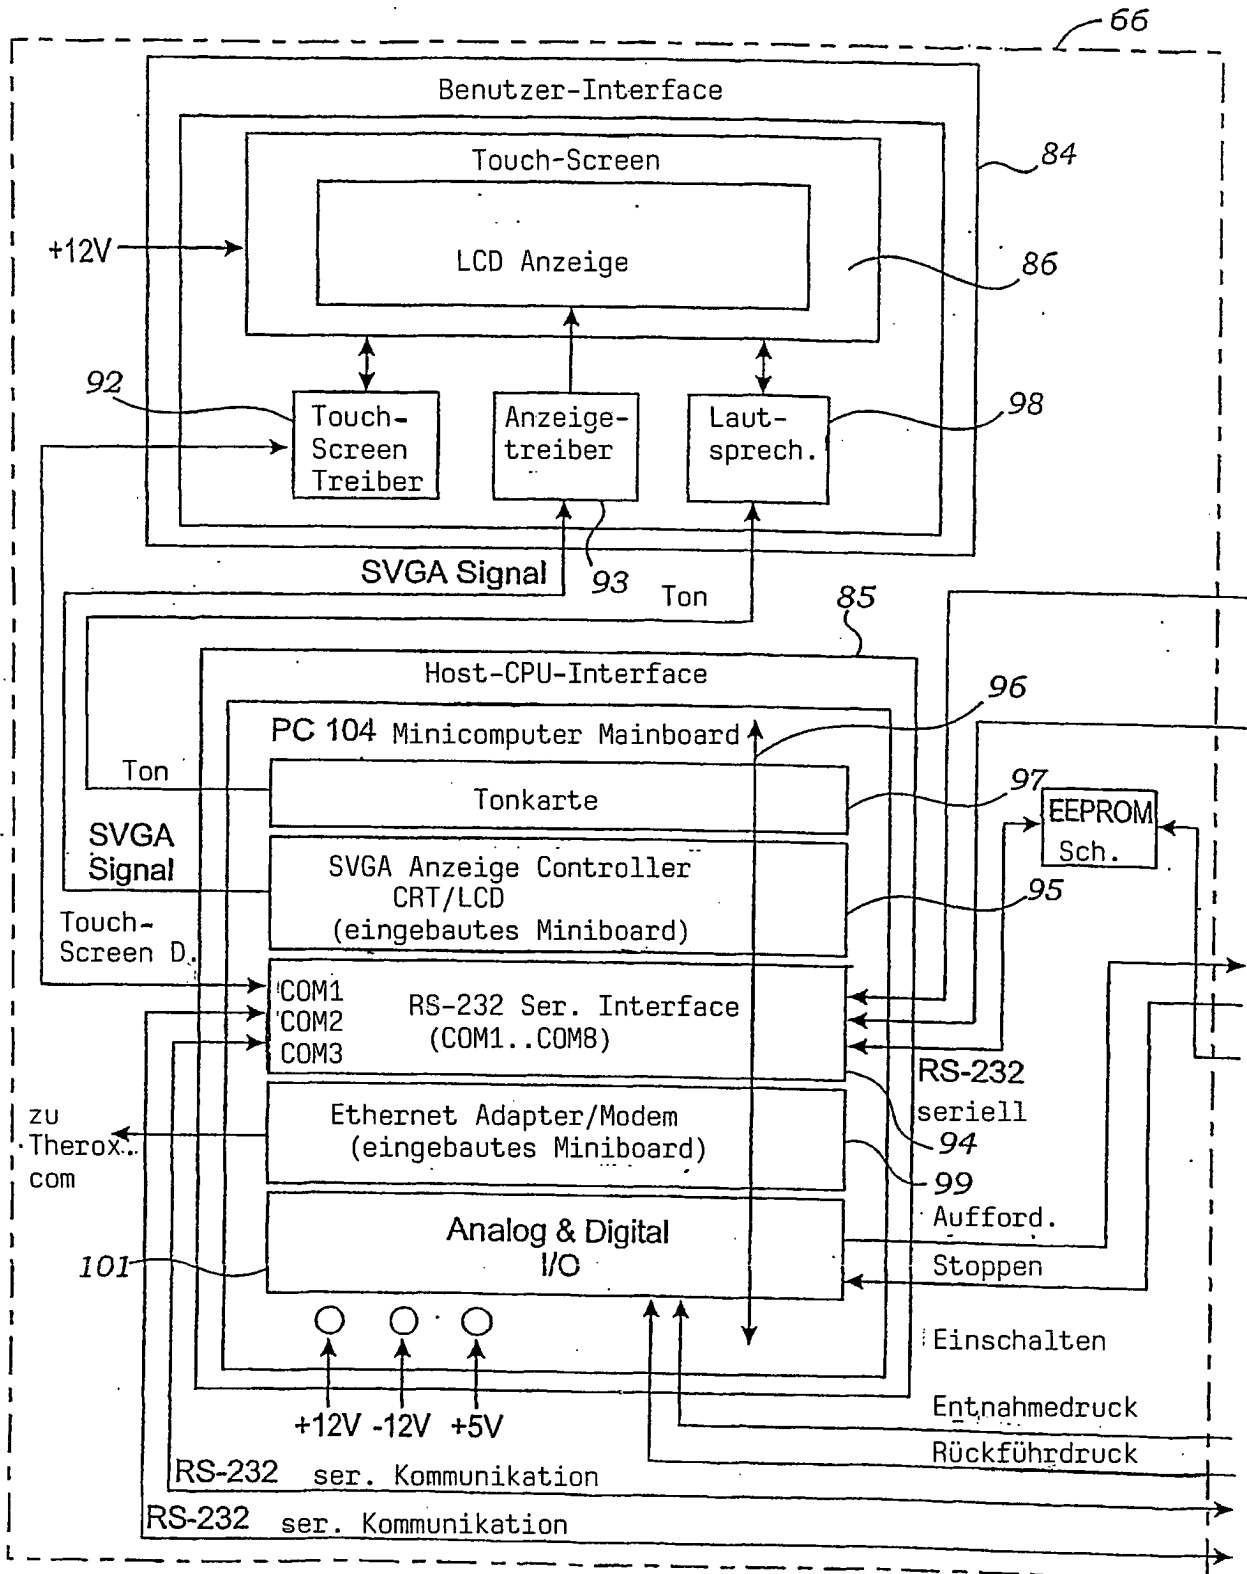 66
Benutzer-Interface
84
Touch-Screen
+12V
LCD Anzeige
86
92
Touch-
Screen
Treiber
Anzeige-
treiber
Laut-
sprech.
98
SVGA Signal
93
Ton
85
Host-CPU-Interface
96
PC 104 Minicomputer Mainboard
Ton
Tonkarte
97
EEPROM
Sch.
SVGA
Signal
SVGA Anzeige Controller
CRT/LCD
(eingebautes Miniboard)
95
Touch-
Screen D.
COM1
COM2
COM3
RS-232 Ser. Interface
(COM1..COM8)
RS-232
seriell
94
zu
Therox.
com
Ethernet Adapter/Modem
(eingebautes Miniboard)
99
Analog & Digital
I/O
101
Aufford.
Stoppen
Einschalten
+12V -12V +5V
Entnahmedruck
Rückführdruck
RS-232 ser. Kommunikation
RS-232 ser. Kommunikation